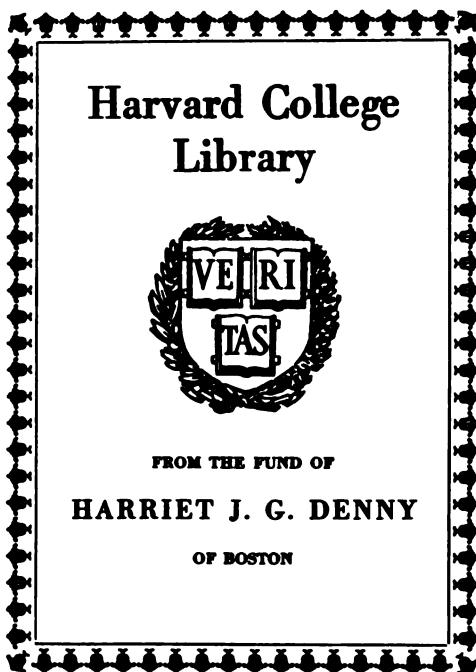 Harvard College
Library
VE RI
TAS
FROM THE FUND OF
HARRIET J. G. DENNY
OF BOSTON